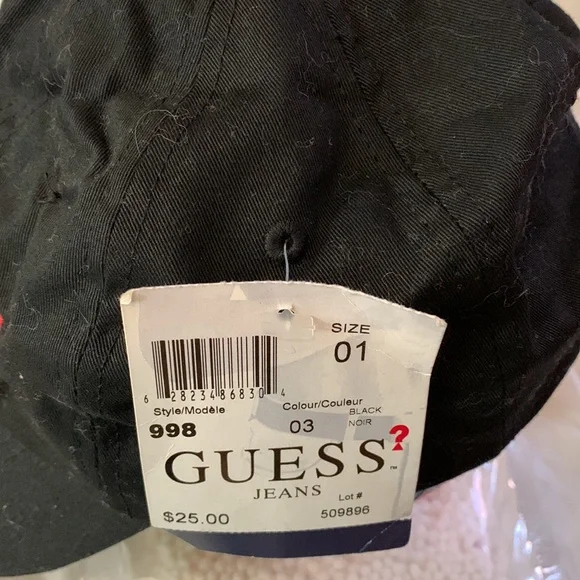 SIZE
01
6 28234 86830 4
Style/Modèle
998
Colour/Couleur
03
BLACK
NOIR
GUESS?™
JEANS
Lot #
509896
$25.00